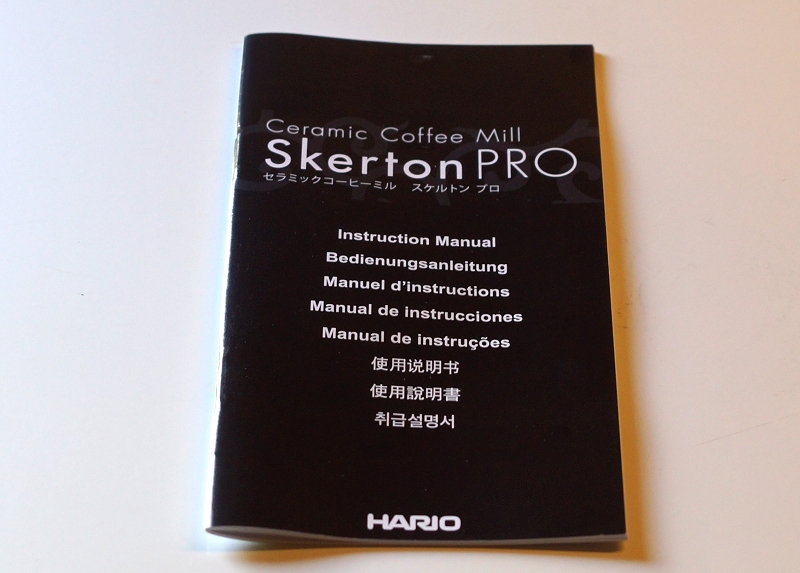 Ceramic Coffee Mill
Skerton PRO
セラミックコーヒーミル スケルトン プロ
Instruction Manual
Bedienungsanleitung
Manuel d'instructions
Manual de instrucciones
Manual de instruções
使用说明书
使用說明書
취급설명서
HARIO